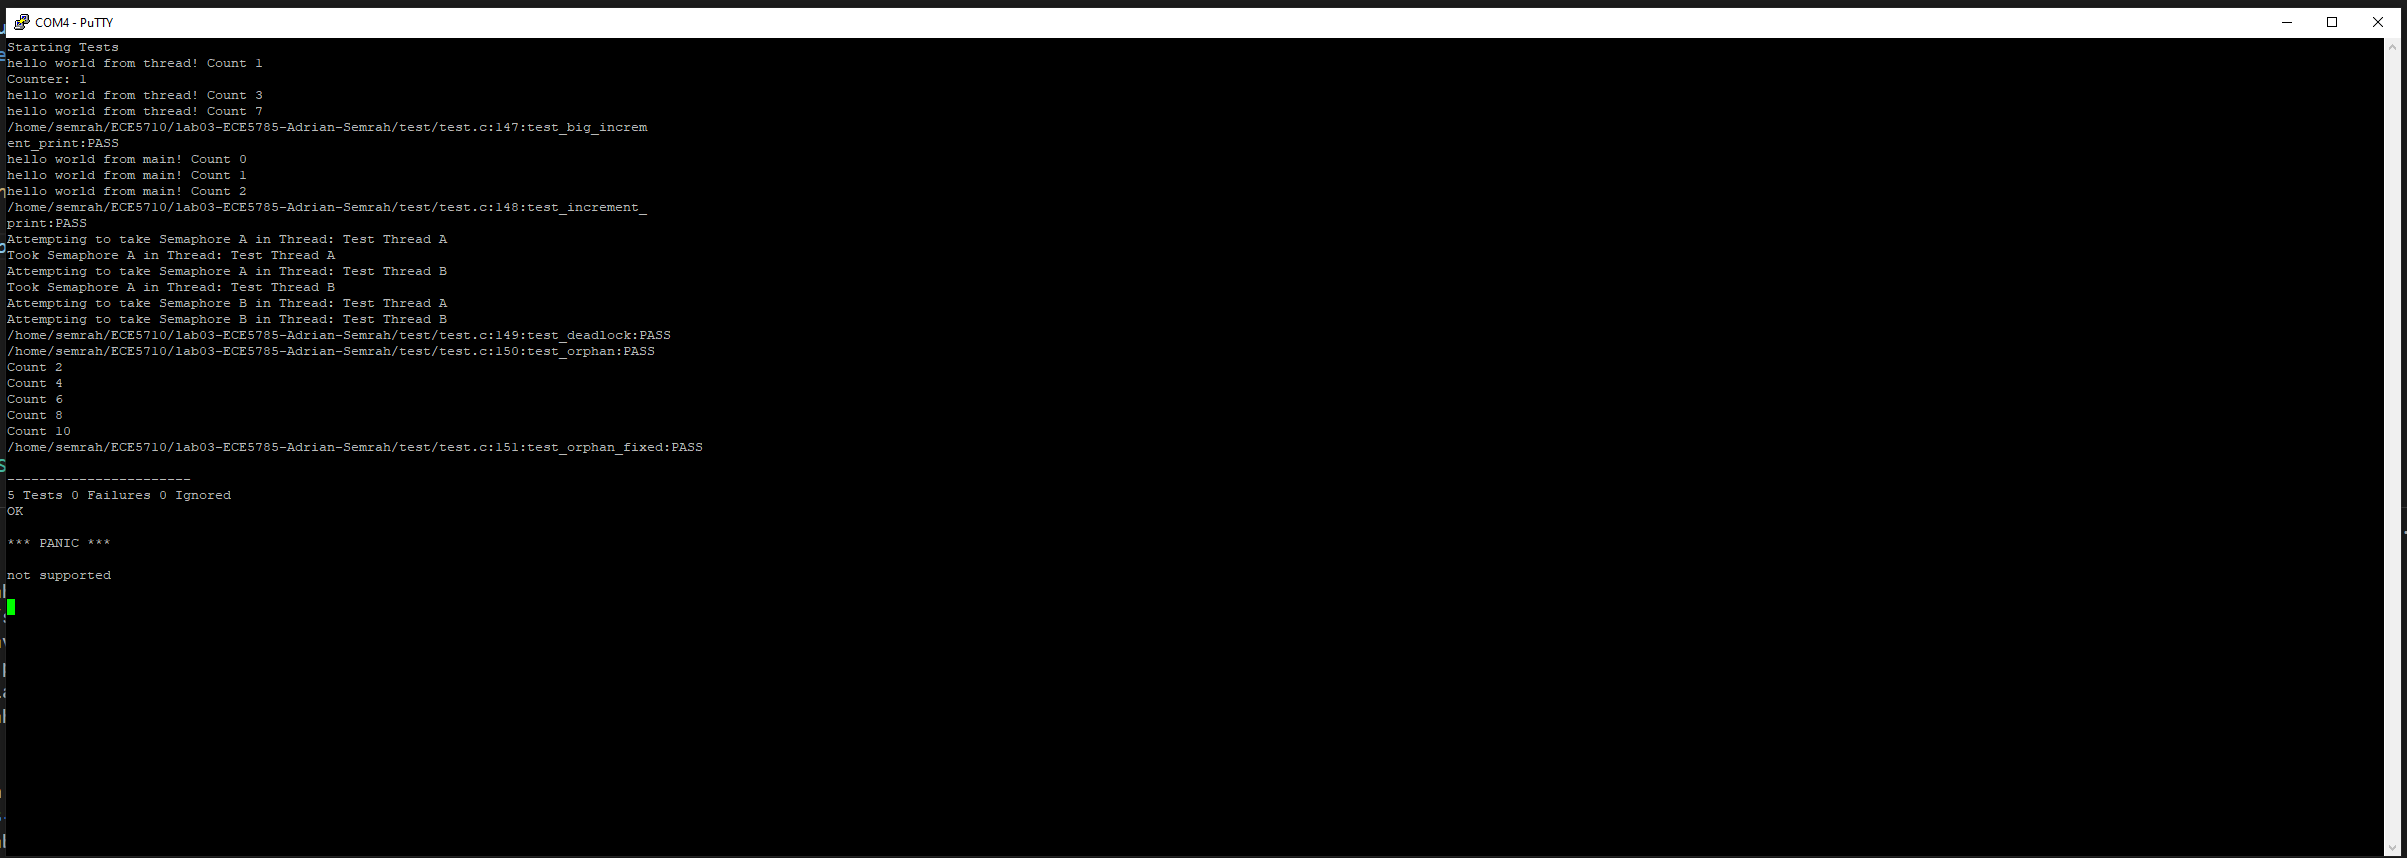 COM4 - PuTTY
Starting Tests
hello world from thread! Count 1
Counter: 1
hello world from thread! Count 3
hello world from thread! Count 7
/home/semrah/ECE5710/lab03-ECE5785-Adrian-Semrah/test/test.c:147:test_big_increm
ent_print:PASS
hello world from main! Count 0
hello world from main! Count 1
hello world from main! Count 2
/home/semrah/ECE5710/lab03-ECE5785-Adrian-Semrah/test/test.c:148:test_increment_
print:PASS
Attempting to take Semaphore A in Thread: Test Thread A
Took Semaphore A in Thread: Test Thread A
Attempting to take Semaphore A in Thread: Test Thread B
Took Semaphore A in Thread: Test Thread B
Attempting to take Semaphore B in Thread: Test Thread A
Attempting to take Semaphore B in Thread: Test Thread B
/home/semrah/ECE5710/lab03-ECE5785-Adrian-Semrah/test/test.c:149:test_deadlock:PASS
/home/semrah/ECE5710/lab03-ECE5785-Adrian-Semrah/test/test.c:150:test_orphan:PASS
Count 2
Count 4
Count 6
Count 8
Count 10
/home/semrah/ECE5710/lab03-ECE5785-Adrian-Semrah/test/test.c:151:test_orphan_fixed:PASS
-----------------------
5 Tests 0 Failures 0 Ignored
OK
*** PANIC ***
not supported